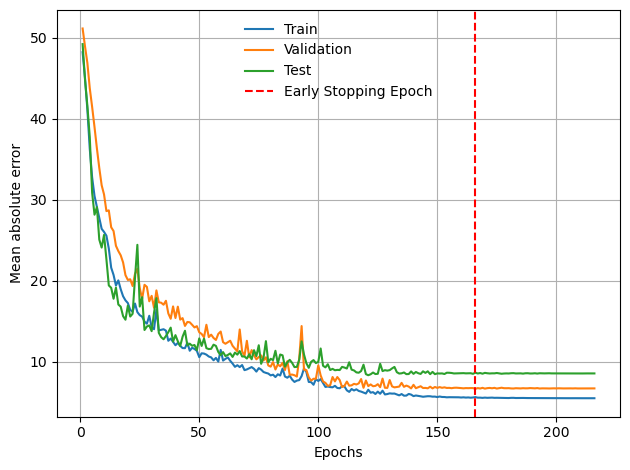 Train
Validation
Test
Early Stopping Epoch
50
40
30
20
10
Mean absolute error
0
50
100
150
200
Epochs